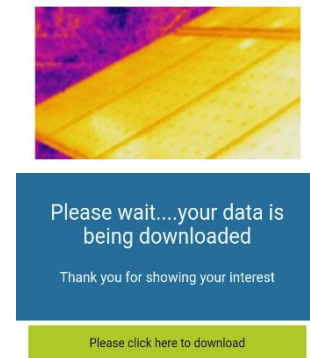 Please wait....your data is
being downloaded
Thank you for showing your interest
Please click here to download